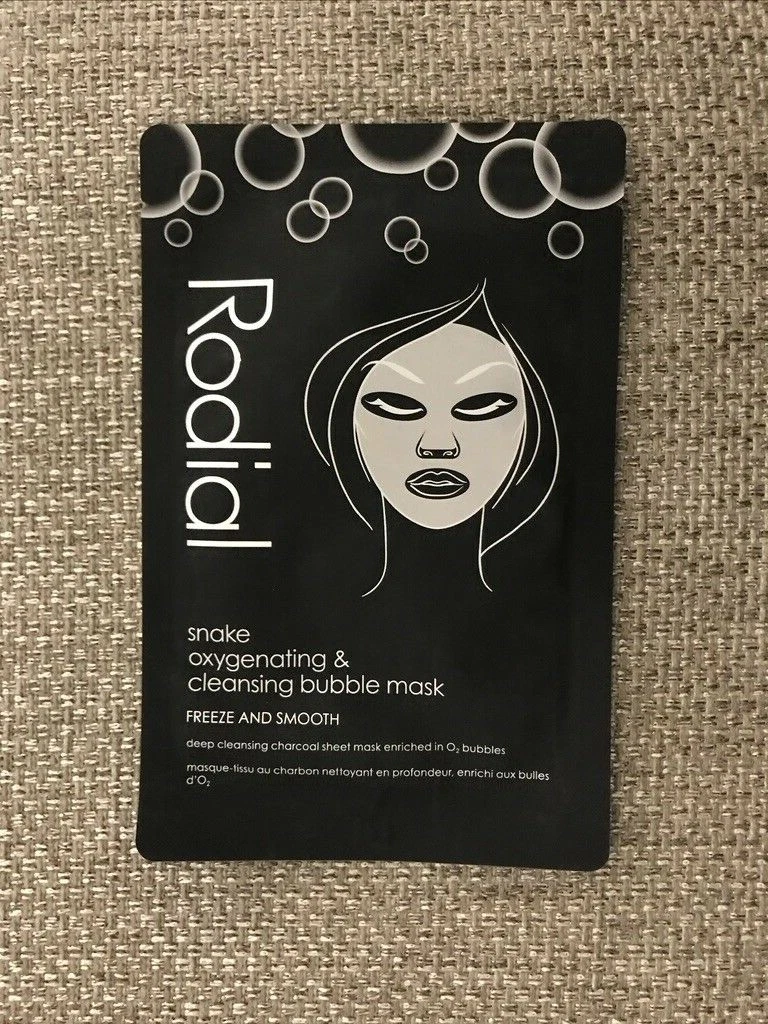 Rodial
snake
oxygenating &
cleansing bubble mask
FREEZE AND SMOOTH
deep cleansing charcoal sheet mask enriched in O₂ bubbles
masque-tissu au charbon nettoyant en profondeur, enrichi aux bulles
d'O₂